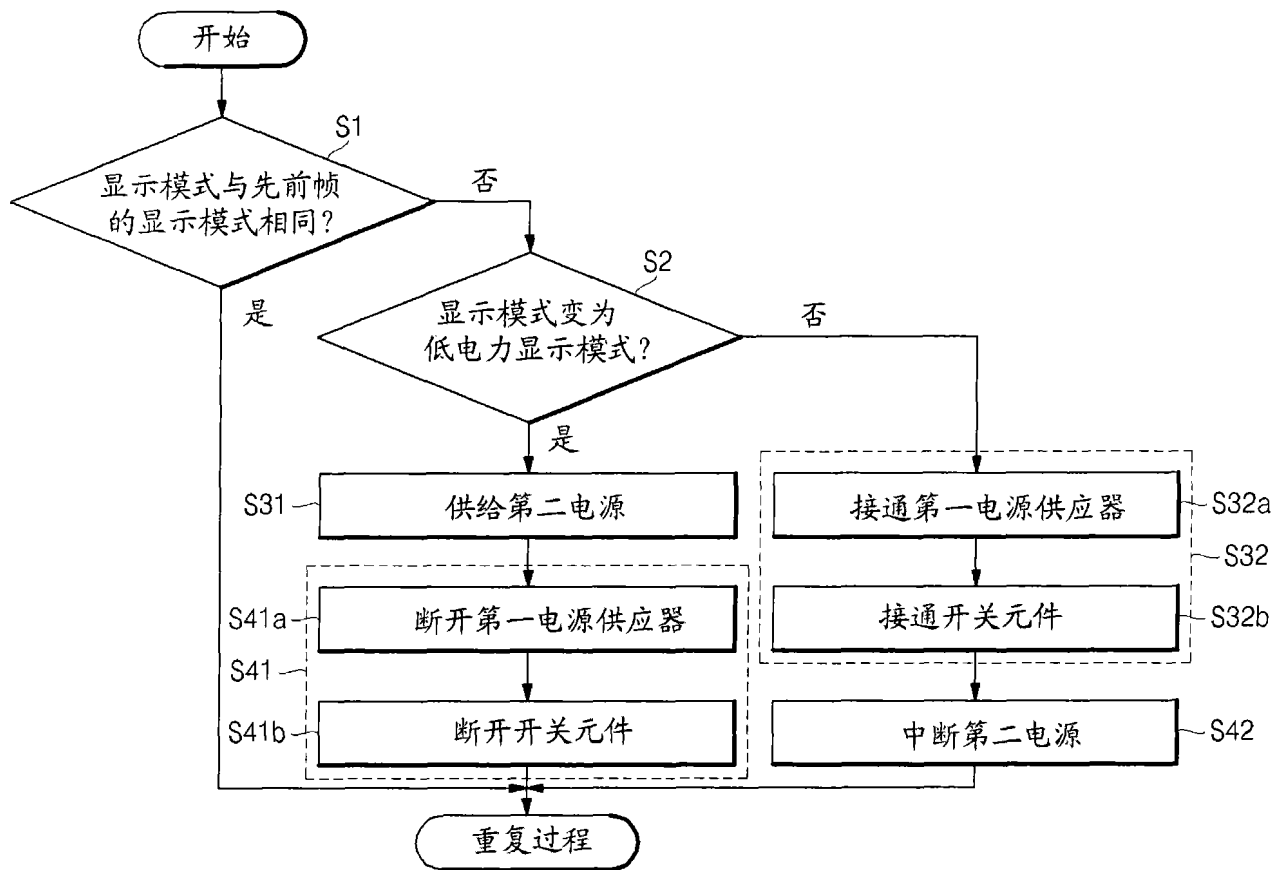 开始
S1
显示模式与先前帧
的显示模式相同？
否
是
S2
显示模式变为
低电力显示模式？
否
是
S31
供给第二电源
接通第一电源供应器
S32a
S32
S41a
断开第一电源供应器
接通开关元件
S32b
S41
S41b
断开开关元件
中断第二电源
S42
重复过程